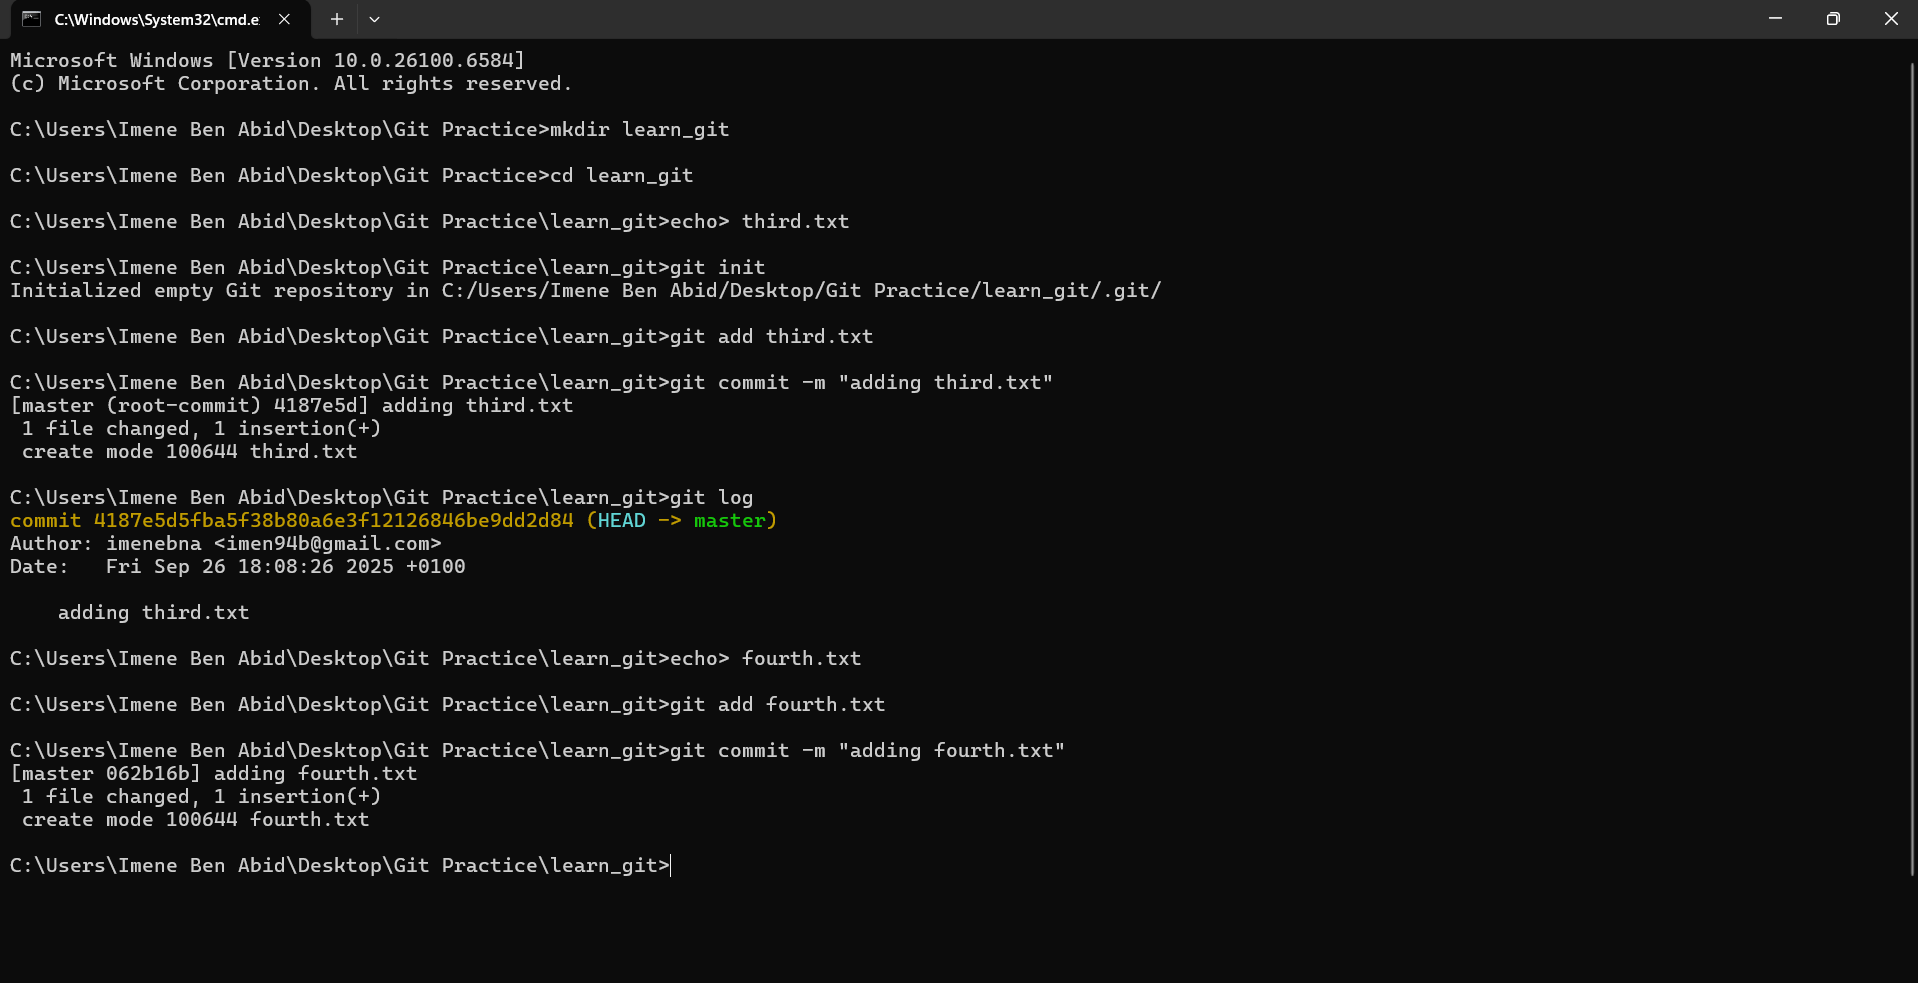 C:\Windows\System32\cmd.e
Microsoft Windows [Version 10.0.26100.6584]
(c) Microsoft Corporation. All rights reserved.
C:\Users\Imene Ben Abid\Desktop\Git Practice>mkdir learn_git
C:\Users\Imene Ben Abid\Desktop\Git Practice>cd learn_git
C:\Users\Imene Ben Abid\Desktop\Git Practice\learn_git>echo> third.txt
C:\Users\Imene Ben Abid\Desktop\Git Practice\learn_git>git init
Initialized empty Git repository in C:/Users/Imene Ben Abid/Desktop/Git Practice/learn_git/.git/
C:\Users\Imene Ben Abid\Desktop\Git Practice\learn_git>git add third.txt
C:\Users\Imene Ben Abid\Desktop\Git Practice\learn_git>git commit -m "adding third.txt"
[master (root-commit) 4187e5d] adding third.txt
 1 file changed, 1 insertion(+)
 create mode 100644 third.txt
C:\Users\Imene Ben Abid\Desktop\Git Practice\learn_git>git log
commit 4187e5d5fba5f38b80a6e3f12126846be9dd2d84 (HEAD -> master)
Author: imenebna <imen94b@gmail.com>
Date:   Fri Sep 26 18:08:26 2025 +0100
    adding third.txt
C:\Users\Imene Ben Abid\Desktop\Git Practice\learn_git>echo> fourth.txt
C:\Users\Imene Ben Abid\Desktop\Git Practice\learn_git>git add fourth.txt
C:\Users\Imene Ben Abid\Desktop\Git Practice\learn_git>git commit -m "adding fourth.txt"
[master 062b16b] adding fourth.txt
 1 file changed, 1 insertion(+)
 create mode 100644 fourth.txt
C:\Users\Imene Ben Abid\Desktop\Git Practice\learn_git>